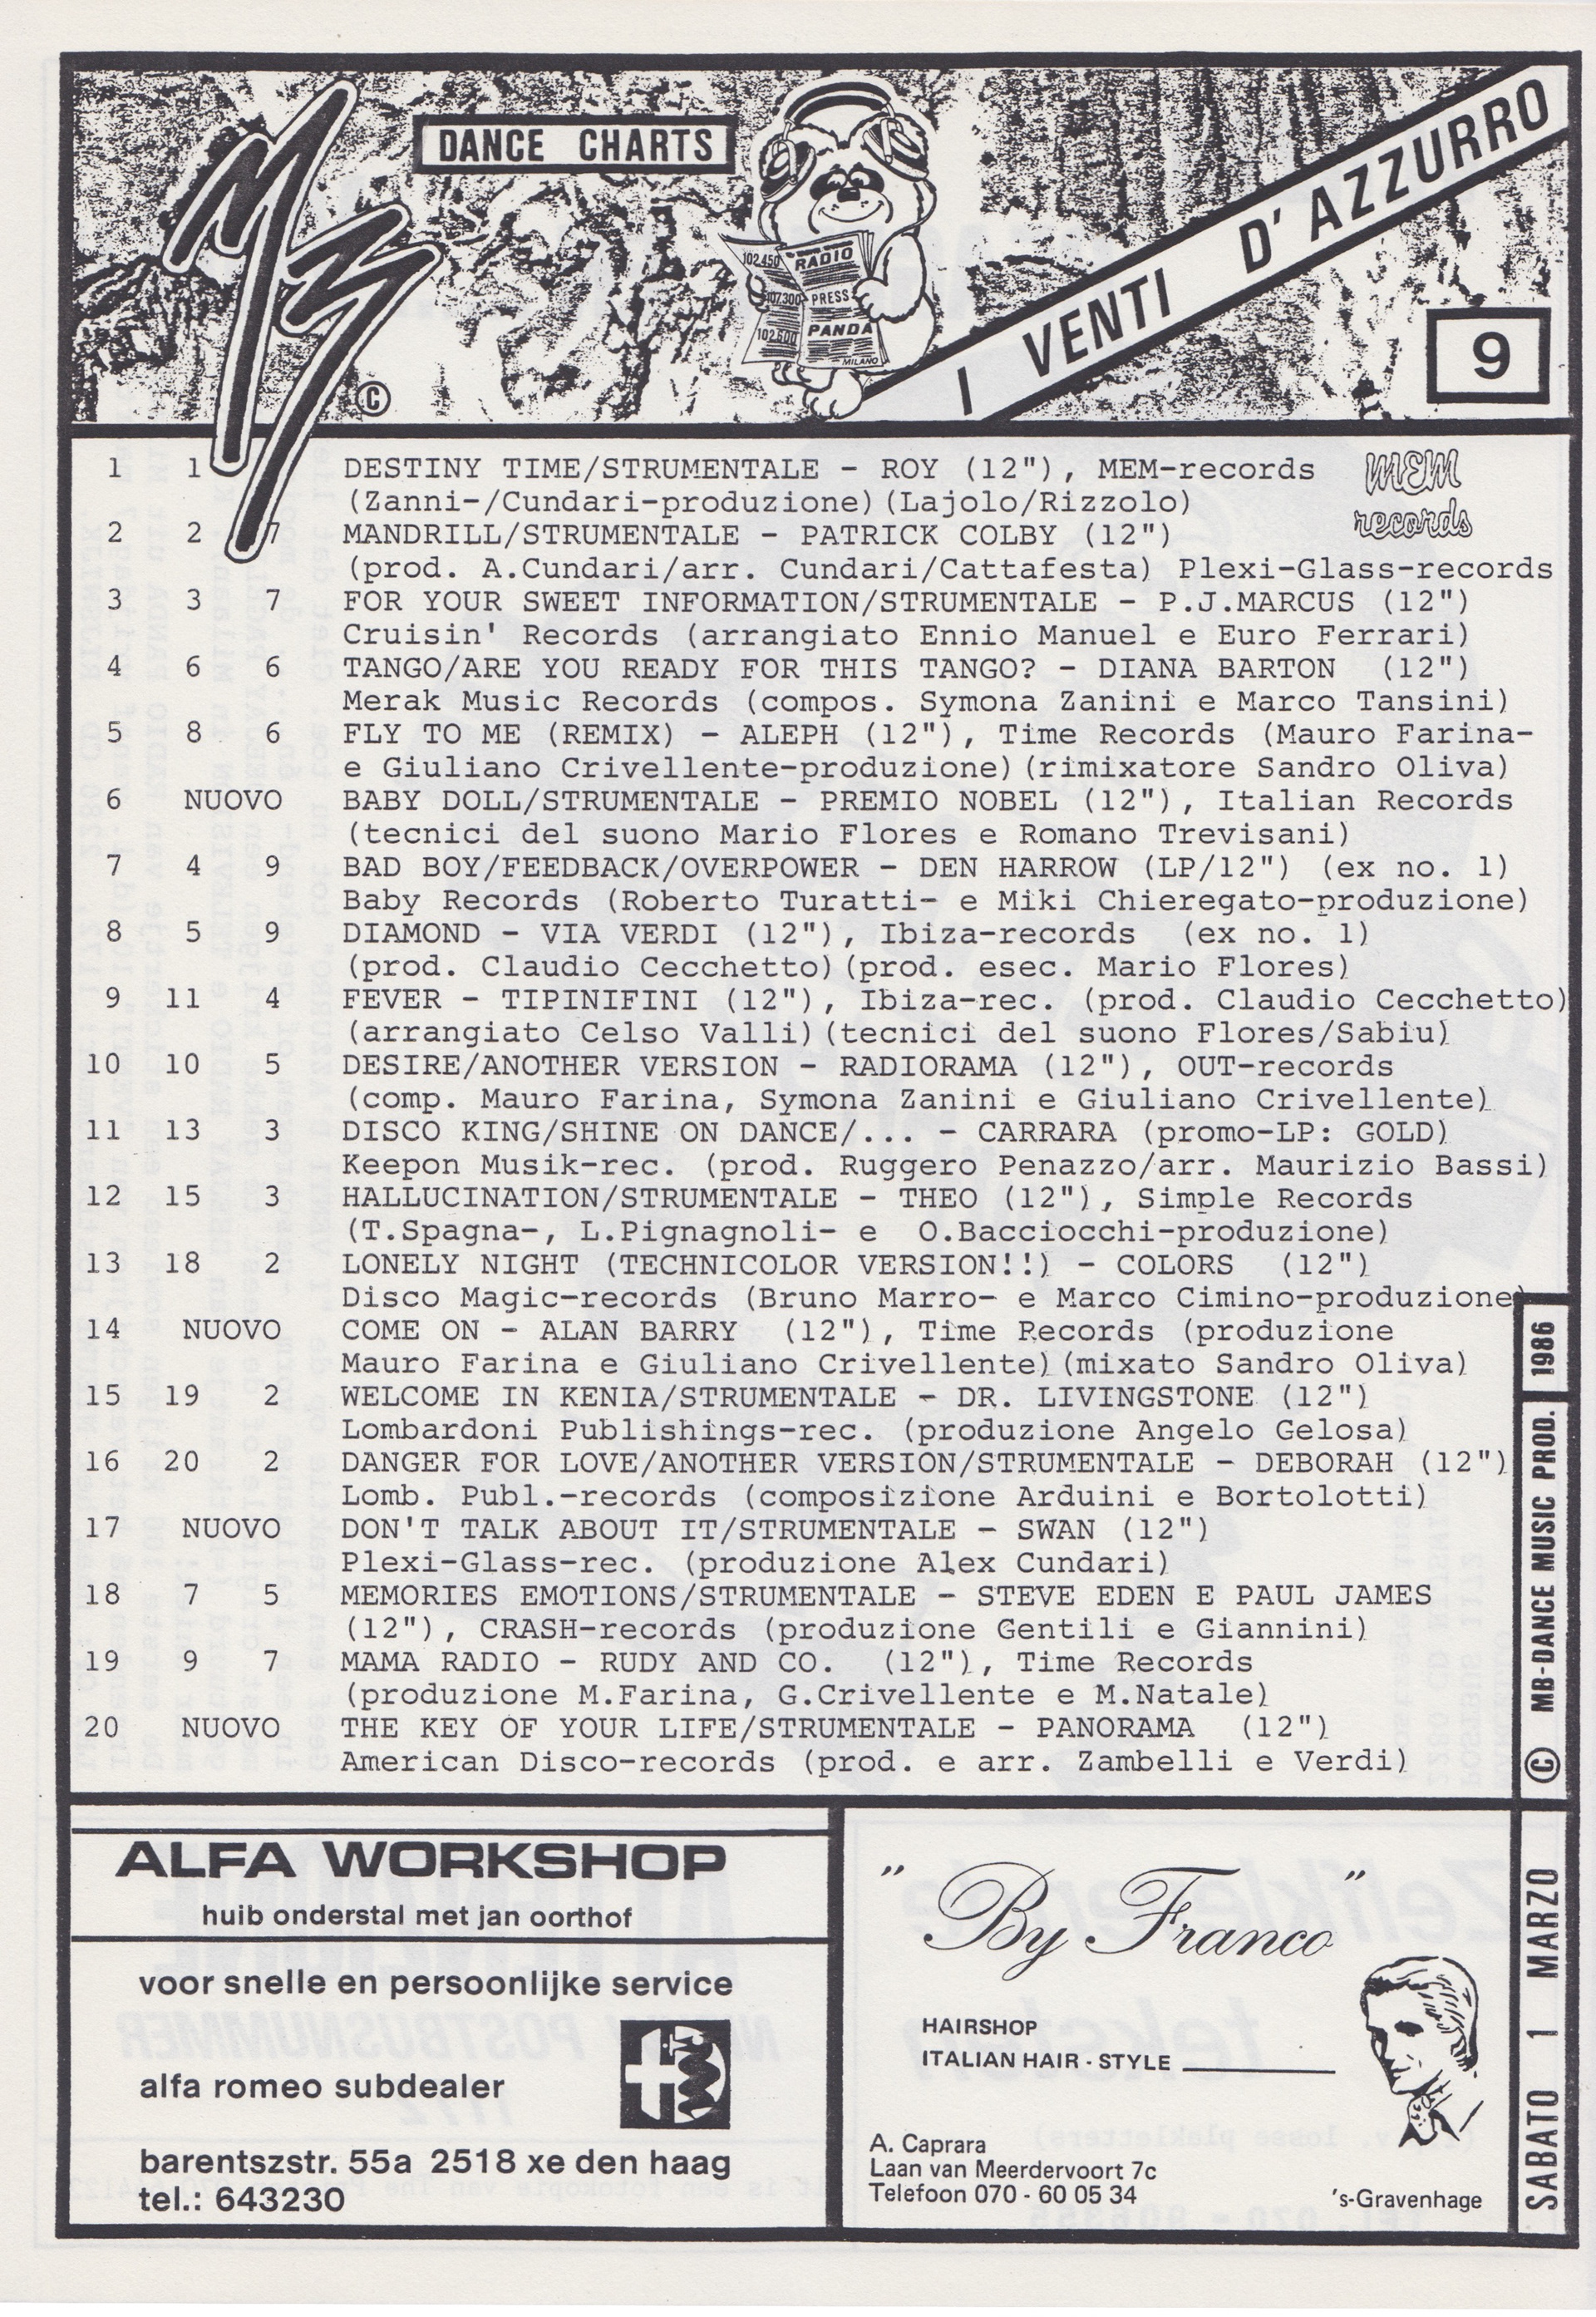 DANCE CHARTS
MB
©
102.450 RADIO
107.300 PRESS
102.600 PANDA
MILANO
I VENTI D'AZZURRO
9
1 1 DESTINY TIME/STRUMENTALE - ROY (12"), MEM-records
(Zanni-/Cundari-produzione)(Lajolo/Rizzolo)
MEM
records
2 2 7 MANDRILL/STRUMENTALE - PATRICK COLBY (12")
(prod. A.Cundari/arr. Cundari/Cattafesta) Plexi-Glass-records
3 3 7 FOR YOUR SWEET INFORMATION/STRUMENTALE - P.J.MARCUS (12")
Cruisin' Records (arrangiato Ennio Manuel e Euro Ferrari)
4 6 6 TANGO/ARE YOU READY FOR THIS TANGO? - DIANA BARTON (12")
Merak Music Records (compos. Symona Zanini e Marco Tansini)
5 8 6 FLY TO ME (REMIX) - ALEPH (12"), Time Records (Mauro Farina-
e Giuliano Crivellente-produzione)(rimixatore Sandro Oliva)
6 NUOVO BABY DOLL/STRUMENTALE - PREMIO NOBEL (12"), Italian Records
(tecnici del suono Mario Flores e Romano Trevisani)
7 4 9 BAD BOY/FEEDBACK/OVERPOWER - DEN HARROW (LP/12") (ex no. 1)
Baby Records (Roberto Turatti- e Miki Chieregato-produzione)
8 5 9 DIAMOND - VIA VERDI (12"), Ibiza-records (ex no. 1)
(prod. Claudio Cecchetto)(prod. esec. Mario Flores)
9 11 4 FEVER - TIPINIFINI (12"), Ibiza-rec. (prod. Claudio Cecchetto)
(arrangiato Celso Valli)(tecnici del suono Flores/Sabiu)
10 10 5 DESIRE/ANOTHER VERSION - RADIORAMA (12"), OUT-records
(comp. Mauro Farina, Symona Zanini e Giuliano Crivellente)
11 13 3 DISCO KING/SHINE ON DANCE/... - CARRARA (promo-LP: GOLD)
Keepon Musik-rec. (prod. Ruggero Penazzo/arr. Maurizio Bassi)
12 15 3 HALLUCINATION/STRUMENTALE - THEO (12"), Simple Records
(T.Spagna-, L.Pignagnoli- e O.Bacciocchi-produzione)
13 18 2 LONELY NIGHT (TECHNICOLOR VERSION!!) - COLORS (12")
Disco Magic-records (Bruno Marro- e Marco Cimino-produzione)
14 NUOVO COME ON - ALAN BARRY (12"), Time Records (produzione
Mauro Farina e Giuliano Crivellente)(mixato Sandro Oliva)
15 19 2 WELCOME IN KENIA/STRUMENTALE - DR. LIVINGSTONE (12")
Lombardoni Publishings-rec. (produzione Angelo Gelosa)
16 20 2 DANGER FOR LOVE/ANOTHER VERSION/STRUMENTALE - DEBORAH (12")
Lomb. Publ.-records (composizione Arduini e Bortolotti)
17 NUOVO DON'T TALK ABOUT IT/STRUMENTALE - SWAN (12")
Plexi-Glass-rec. (produzione Alex Cundari)
18 7 5 MEMORIES EMOTIONS/STRUMENTALE - STEVE EDEN E PAUL JAMES
(12"), CRASH-records (produzione Gentili e Giannini)
19 9 7 MAMA RADIO - RUDY AND CO. (12"), Time Records
(produzione M.Farina, G.Crivellente e M.Natale)
20 NUOVO THE KEY OF YOUR LIFE/STRUMENTALE - PANORAMA (12")
American Disco-records (prod. e arr. Zambelli e Verdi)
© MB-DANCE MUSIC PROD. 1986
SABATO 1 MARZO
ALFA WORKSHOP
huib onderstal met jan oorthof
voor snelle en persoonlijke service
alfa romeo subdealer
barentszstr. 55a 2518 xe den haag
tel.: 643230
" By Franco "
HAIRSHOP
ITALIAN HAIR - STYLE
A. Caprara
Laan van Meerdervoort 7c
Telefoon 070 - 60 05 34
's-Gravenhage